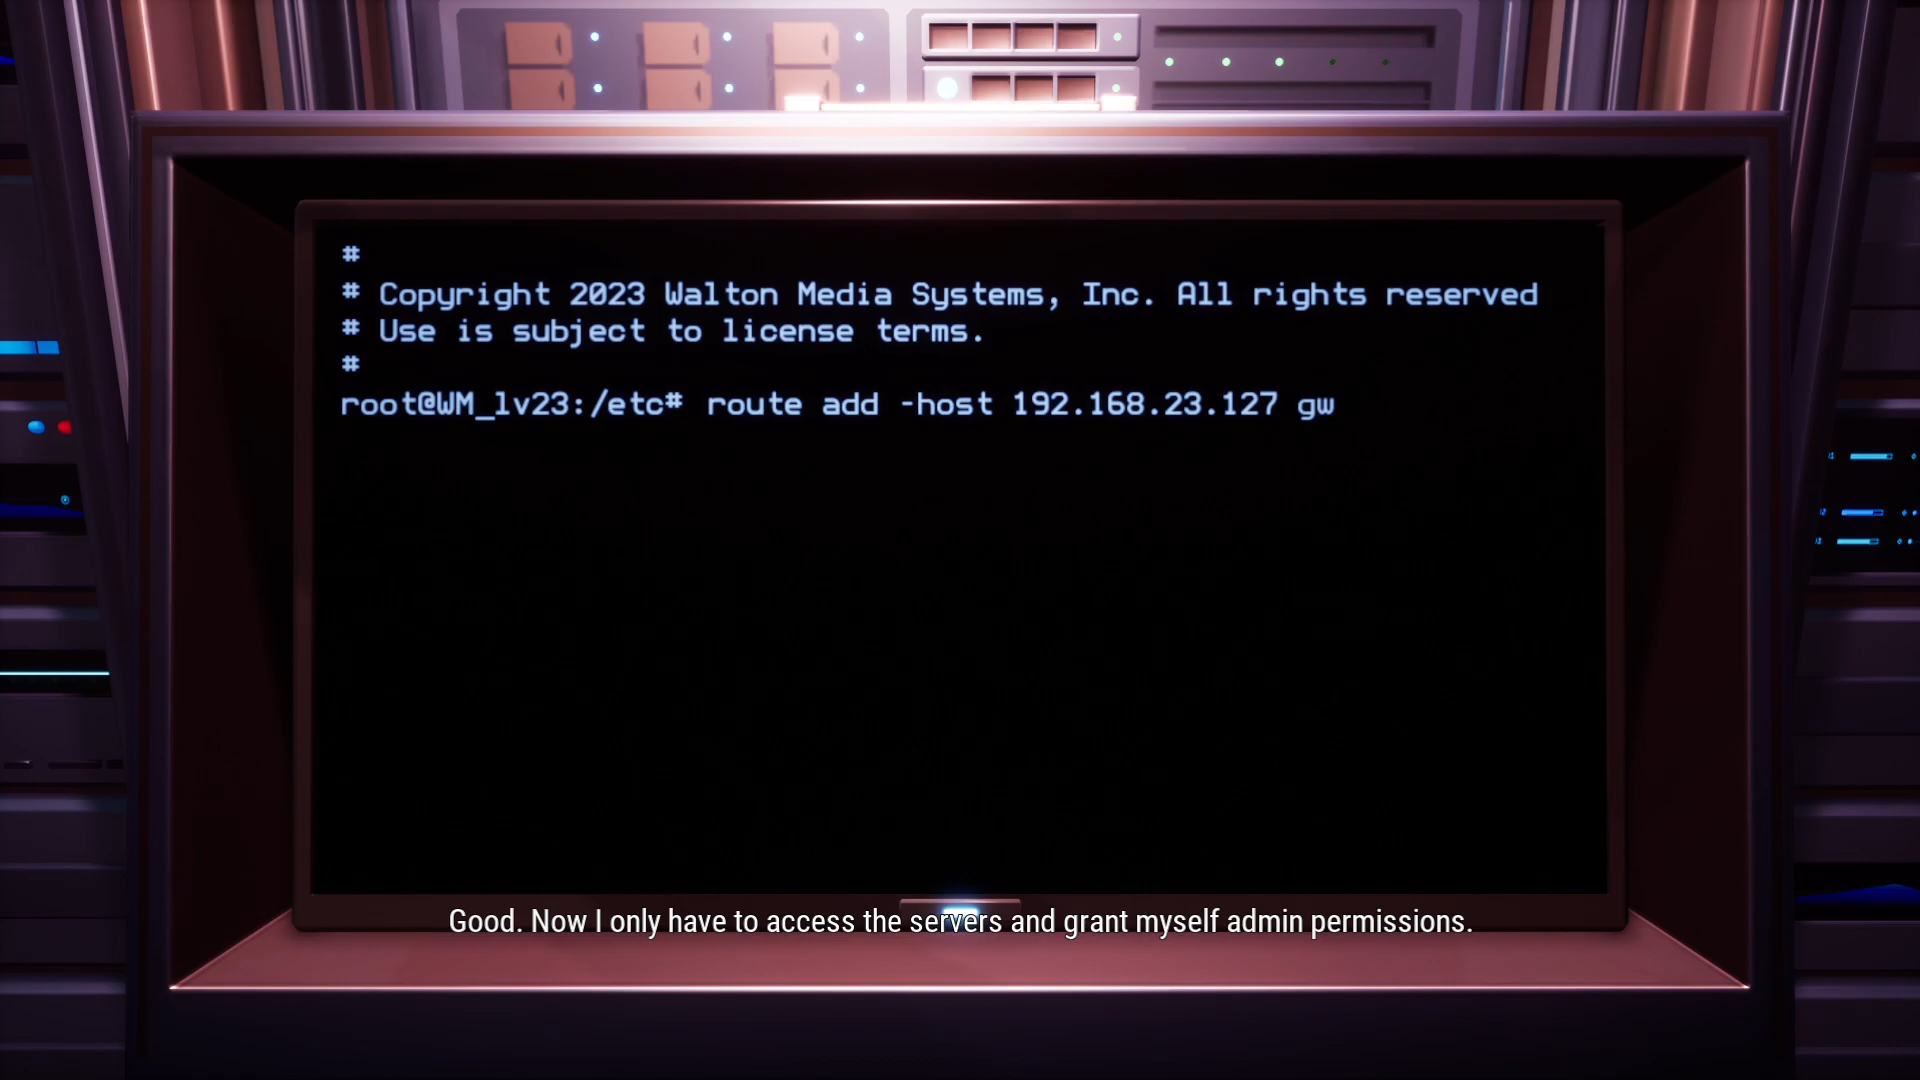 #
# Copyright 2023 Walton Media Systems, Inc. All rights reserved
# Use is subject to license terms.
#
root@WM_lv23:/etc# route add -host 192.168.23.127 gw
Good. Now I only have to access the servers and grant myself admin permissions.